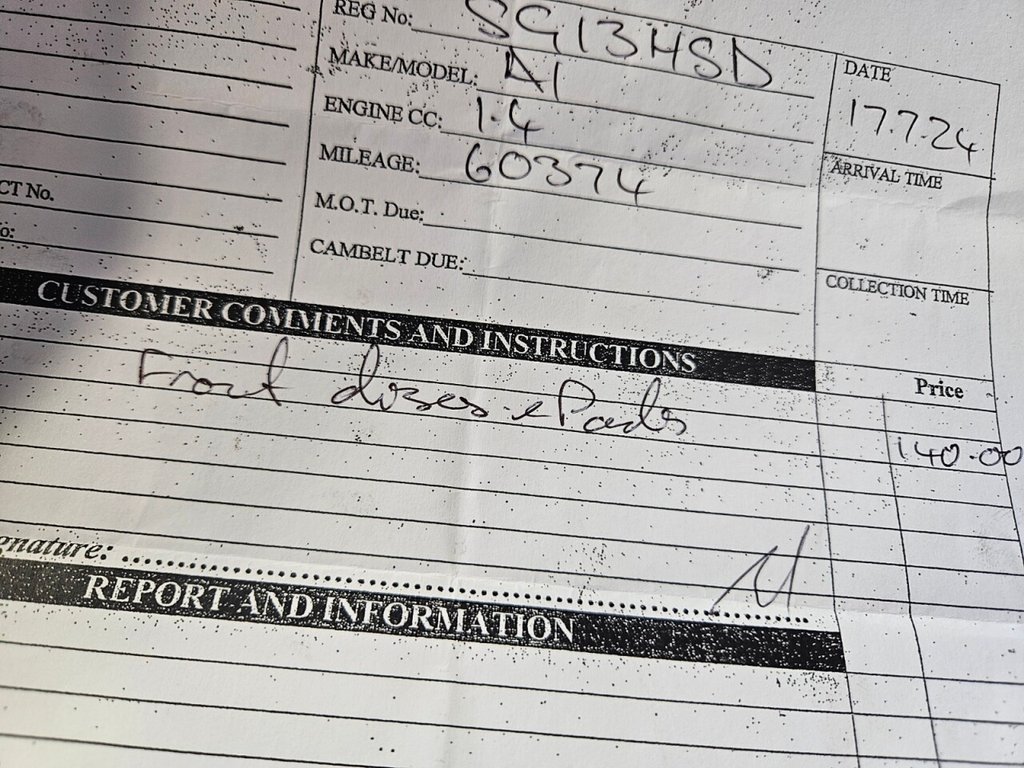 REG No: SG13HSD
MAKE/MODEL: A1
ENGINE CC: 1.4
MILEAGE: 60374
M.O.T. Due:
CAMBELT DUE:
DATE
17.7.24
ARRIVAL TIME
COLLECTION TIME
CT No.
o:
CUSTOMER COMMENTS AND INSTRUCTIONS
Price
Front discs & Pads
140.00
gnature:
REPORT AND INFORMATION